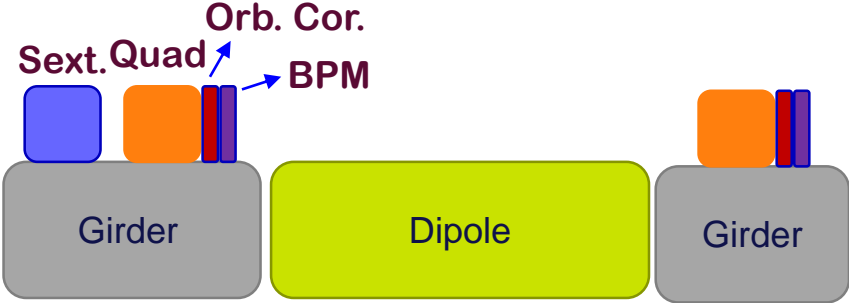 Orb. Cor.
Sext. Quad
BPM
Girder
Dipole
Girder